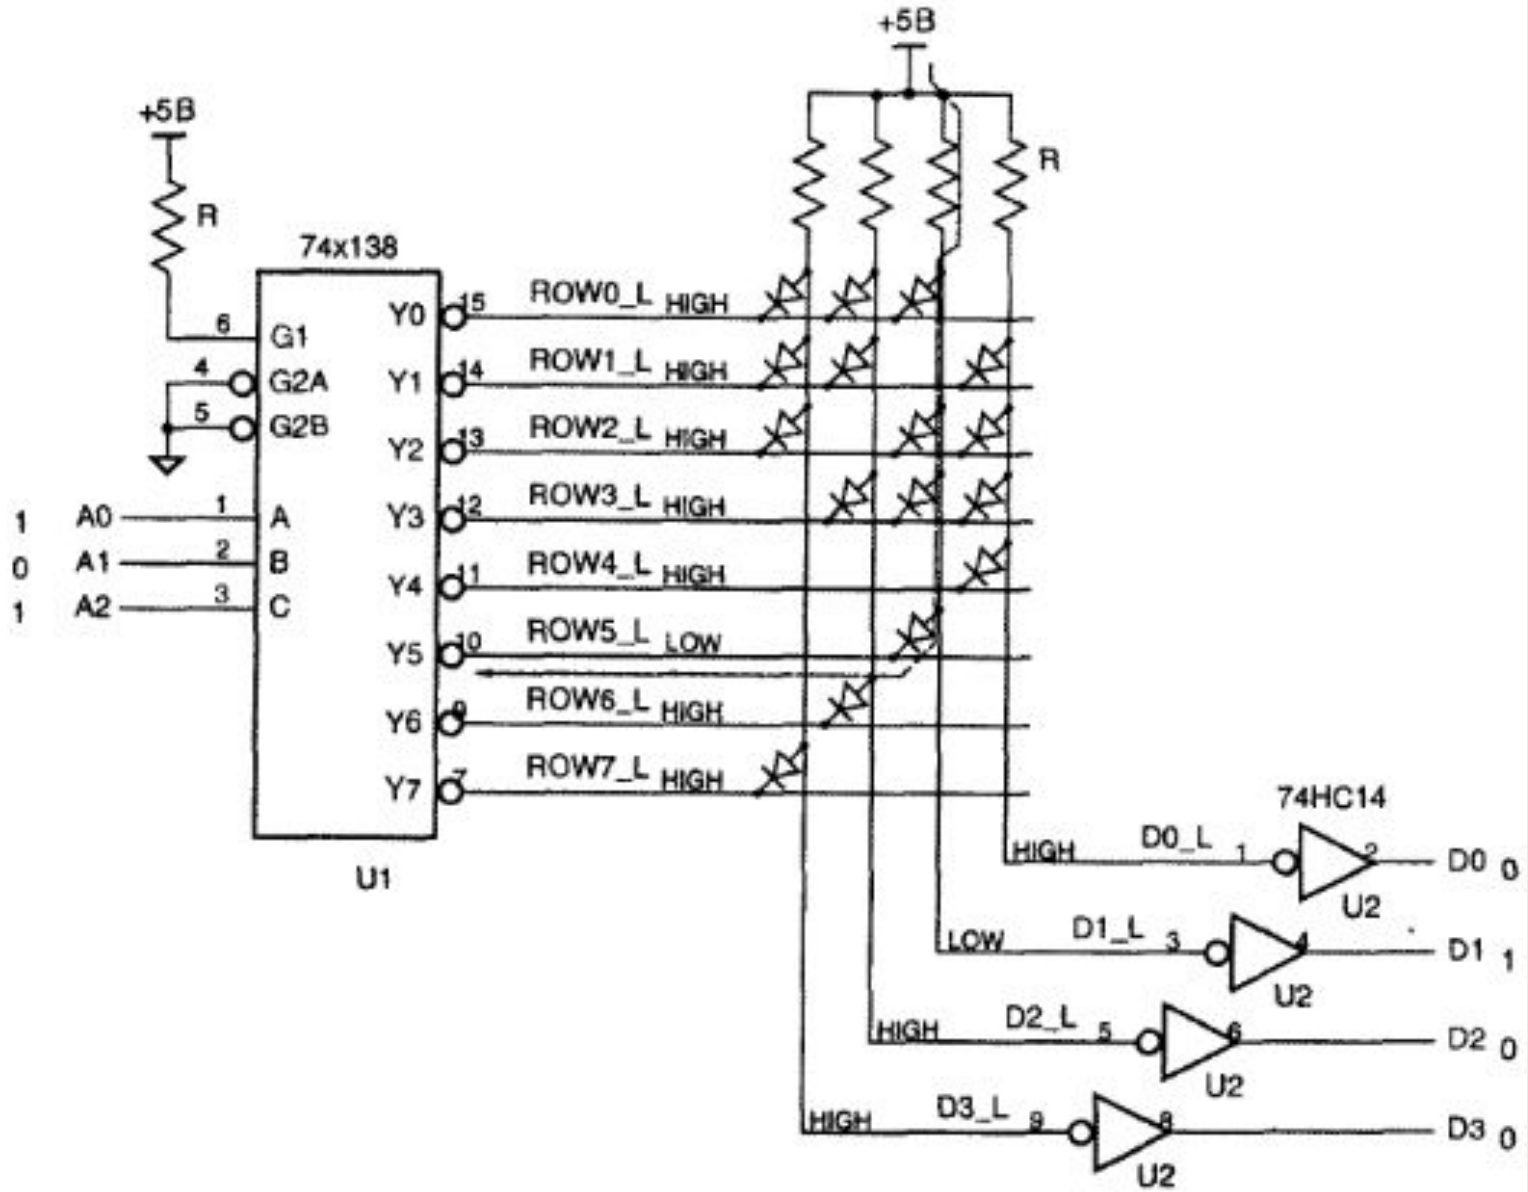 +5B
+5B
R
R
74x138
6 G1
4 G2A
5 G2B
1 A0 1 A
0 A1 2 B
1 A2 3 C
Y0 15 ROW0_L HIGH
Y1 14 ROW1_L HIGH
Y2 13 ROW2_L HIGH
Y3 12 ROW3_L HIGH
Y4 11 ROW4_L HIGH
Y5 10 ROW5_L LOW
Y6 9 ROW6_L HIGH
Y7 7 ROW7_L HIGH
U1
74HC14
HIGH D0_L 1 2 D0 0
U2
LOW D1_L 3 4 D1 1
U2
HIGH D2_L 5 6 D2 0
U2
HIGH D3_L 9 8 D3 0
U2